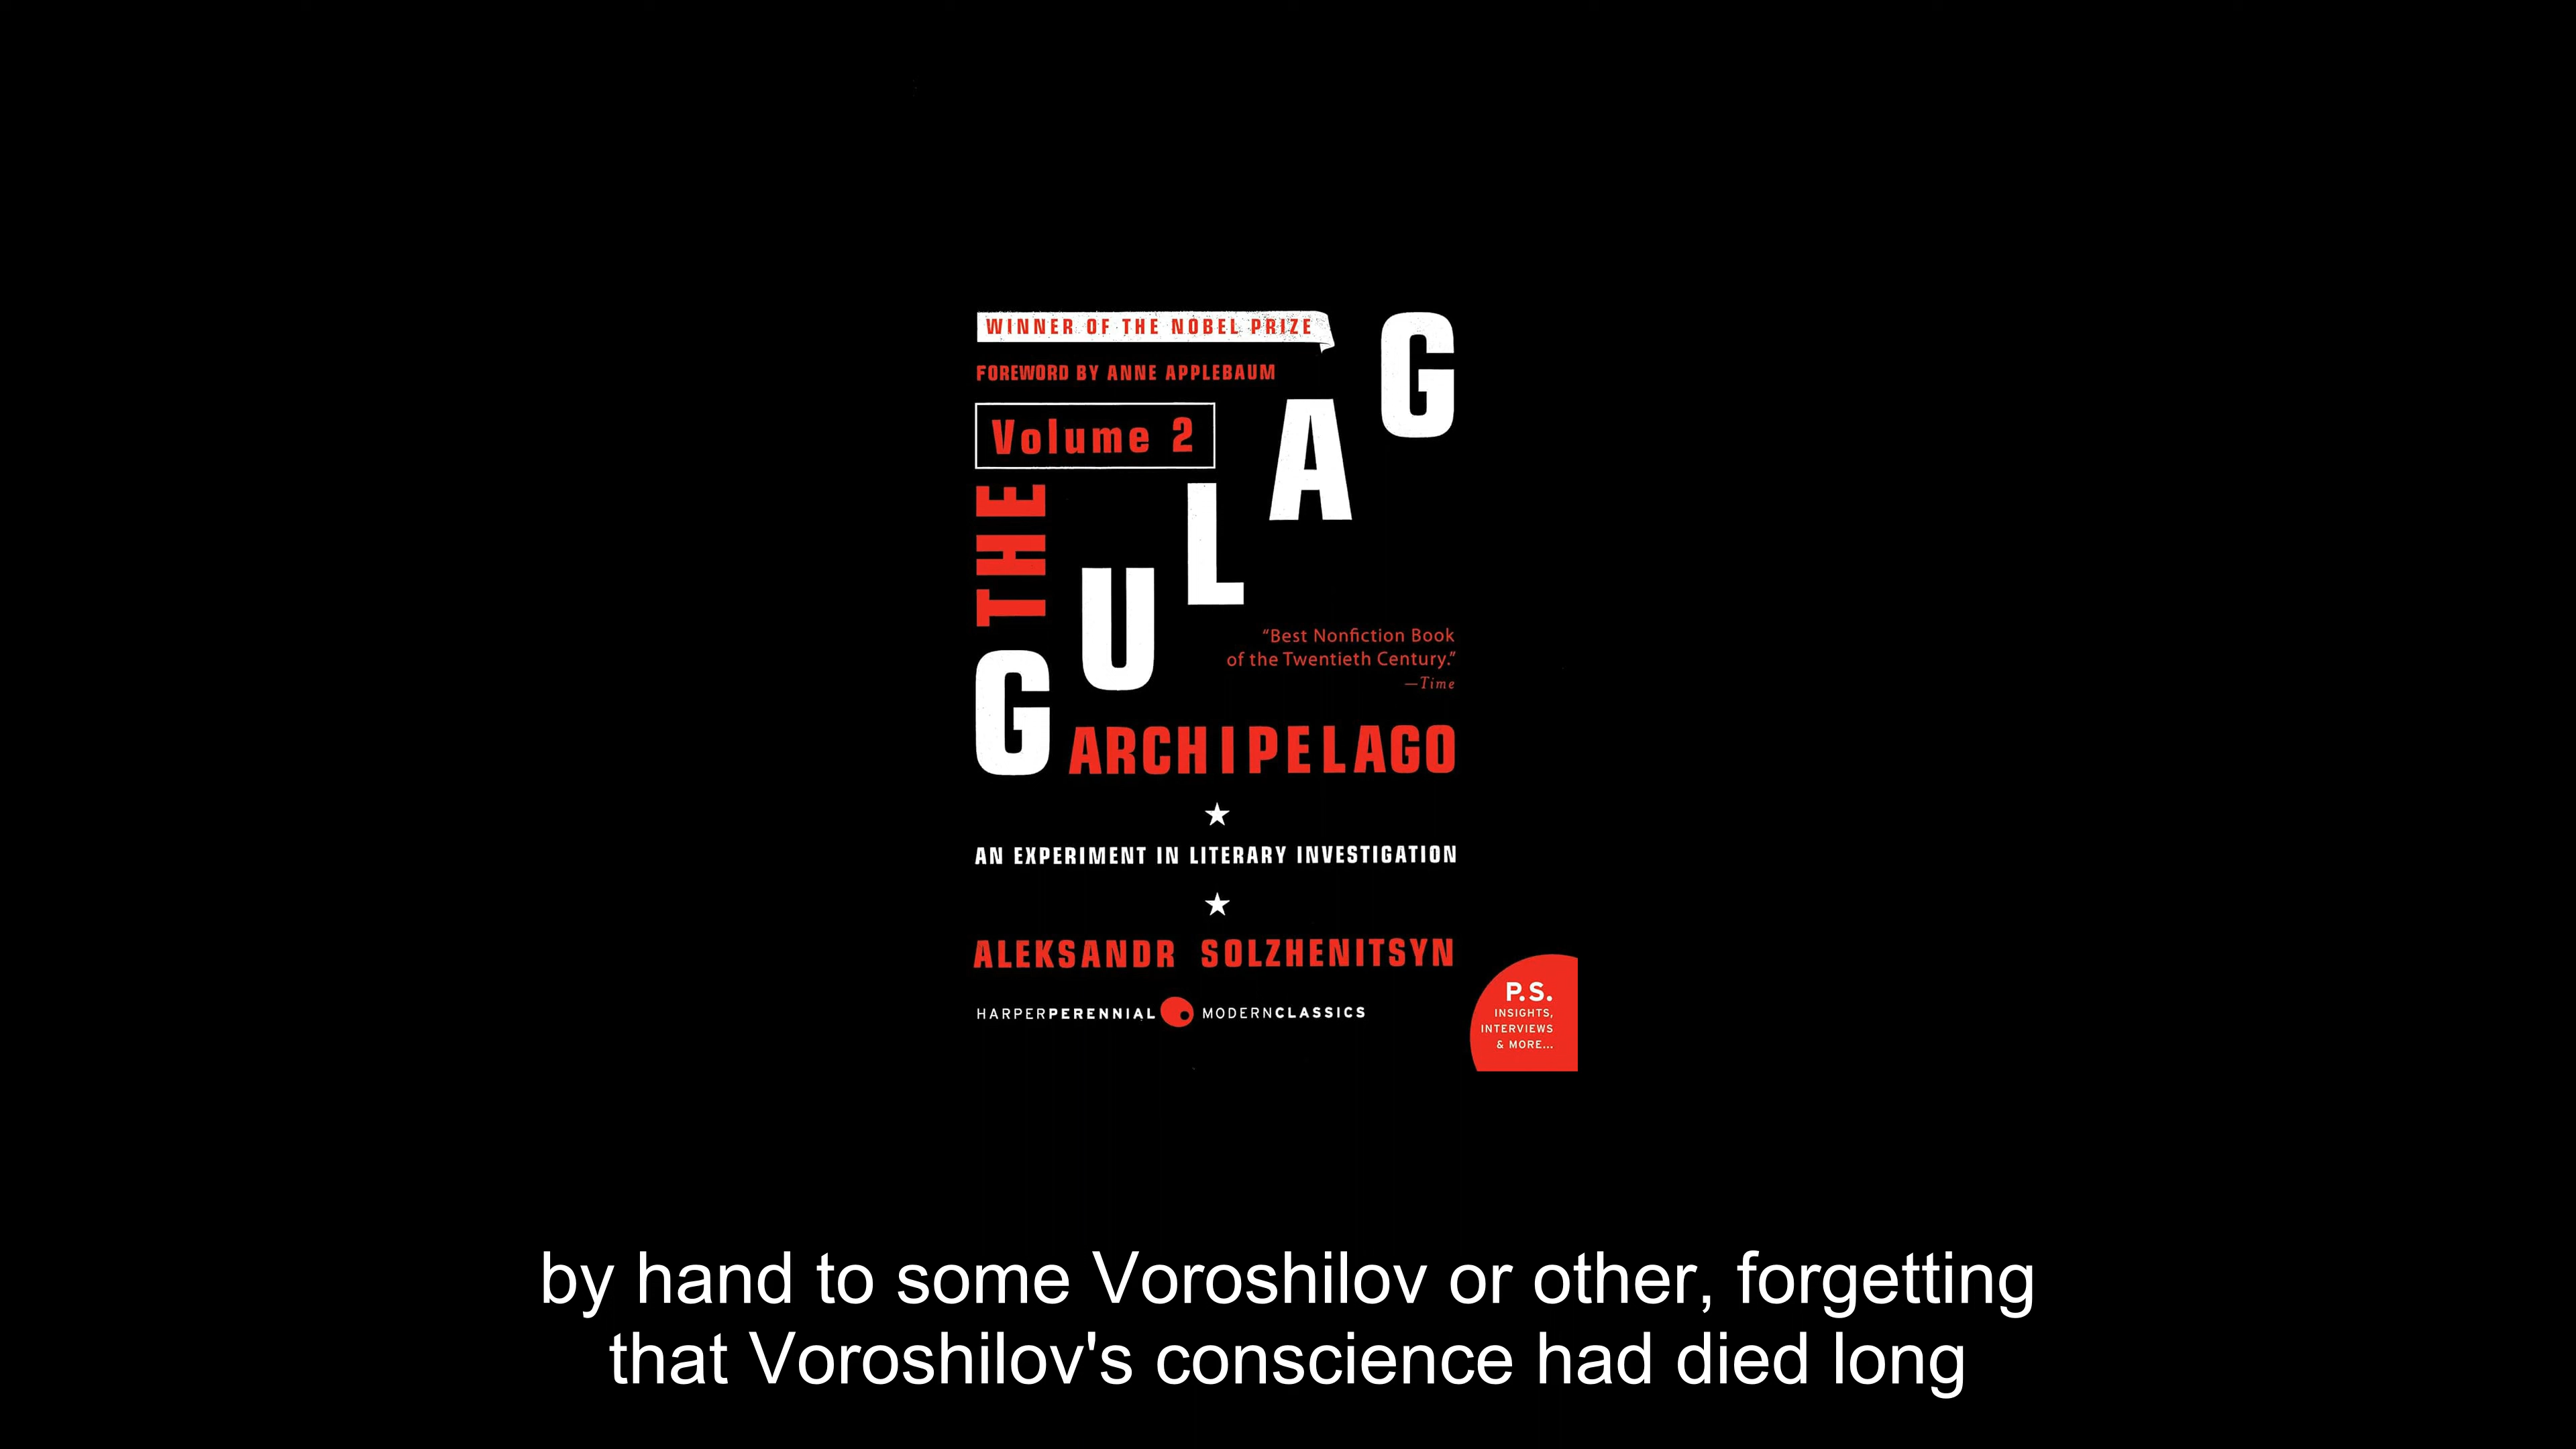 WINNER OF THE NOBEL PRIZE
FOREWORD BY ANNE APPLEBAUM
Volume 2
THE
GULAG
ARCHIPELAGO
"Best Nonfiction Book
of the Twentieth Century."
—Time
AN EXPERIMENT IN LITERARY INVESTIGATION
ALEKSANDR SOLZHENITSYN
HARPERPERENNIAL MODERNCLASSICS
P.S.
INSIGHTS,
INTERVIEWS
& MORE...
by hand to some Voroshilov or other, forgetting
that Voroshilov's conscience had died long